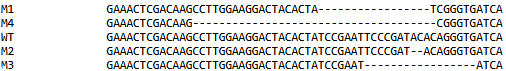 M1 GAAACTCGACAAGCCTTGGAAGGACTACACTA-----------------TCGGGTGATCA
M4 GAAACTCGACAAG-------------------------------------CGGGTGATCA
WT GAAACTCGACAAGCCTTGGAAGGACTACACTATCCGAATTCCCGATACACAGGGTGATCA
M2 GAAACTCGACAAGCCTTGGAAGGACTACACTATCCGAATTCCCGAT--ACAGGGTGATCA
M3 GAAACTCGACAAGCCTTGGAAGGACTACACTATCCGAAT-----------------ATCA